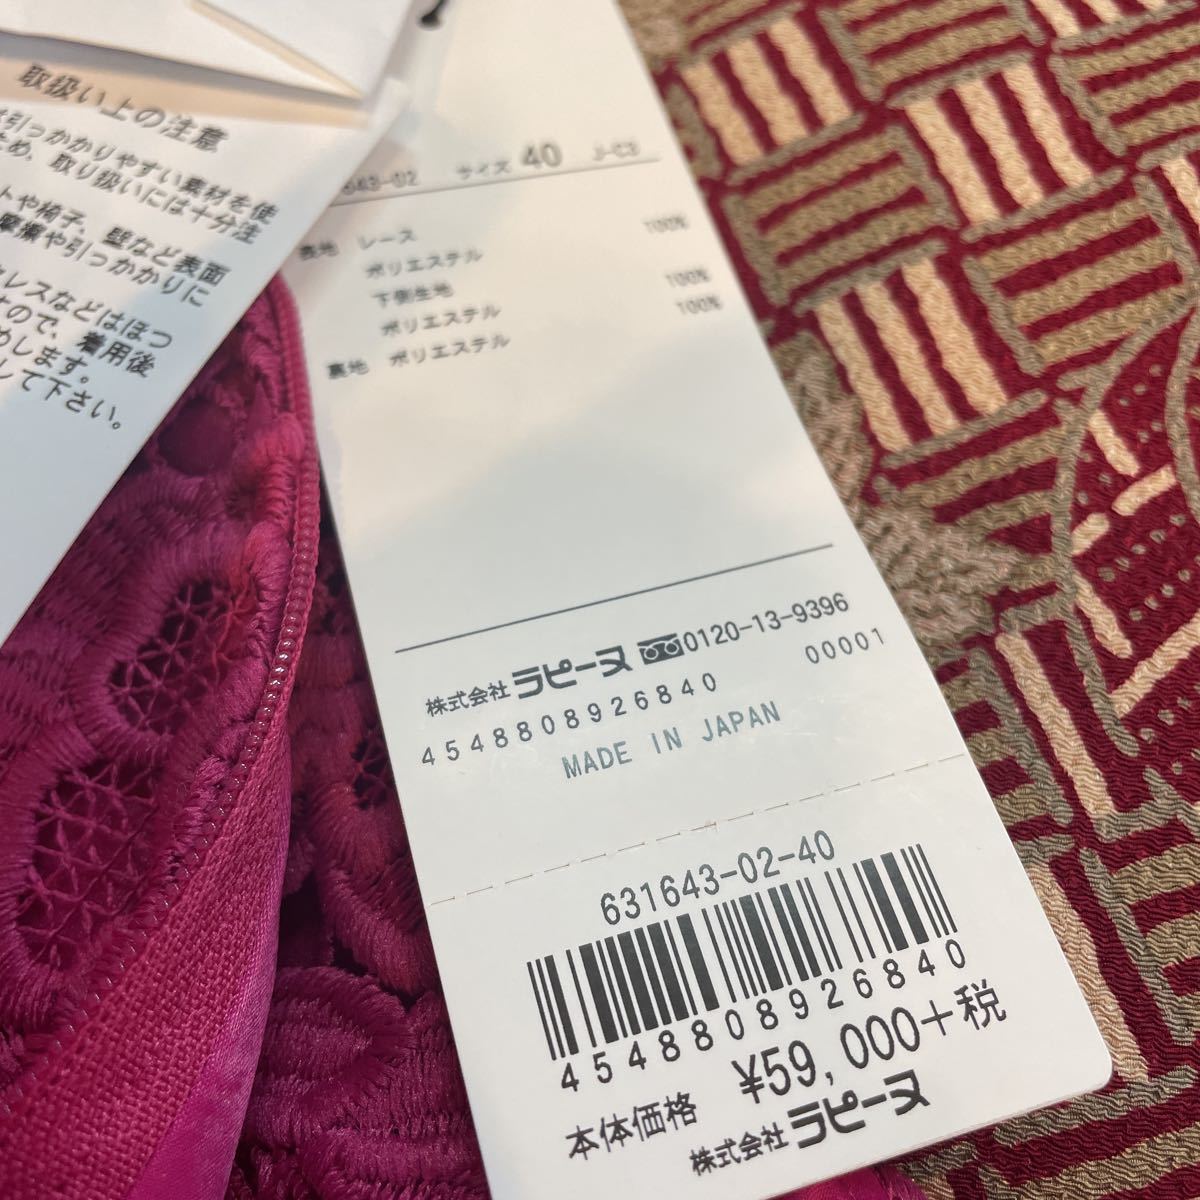 取扱い上の注意
引っかかりやすい素材を使
ため、取り扱いには十分注
トや椅子、壁など表面
摩擦や引っかかりに
レスなどはほつ
すので、着用後
めします。
して下さい。
643-02 サイズ 40 J-C3
表地 レース 100%
ポリエステル
下側生地 100%
ポリエステル 100%
裏地 ポリエステル
株式会社ラピーヌ 0120-13-9396
4548808926840 00001
MADE IN JAPAN
631643-02-40
4548808926840
本体価格 ¥59,000+税
株式会社ラピーヌ